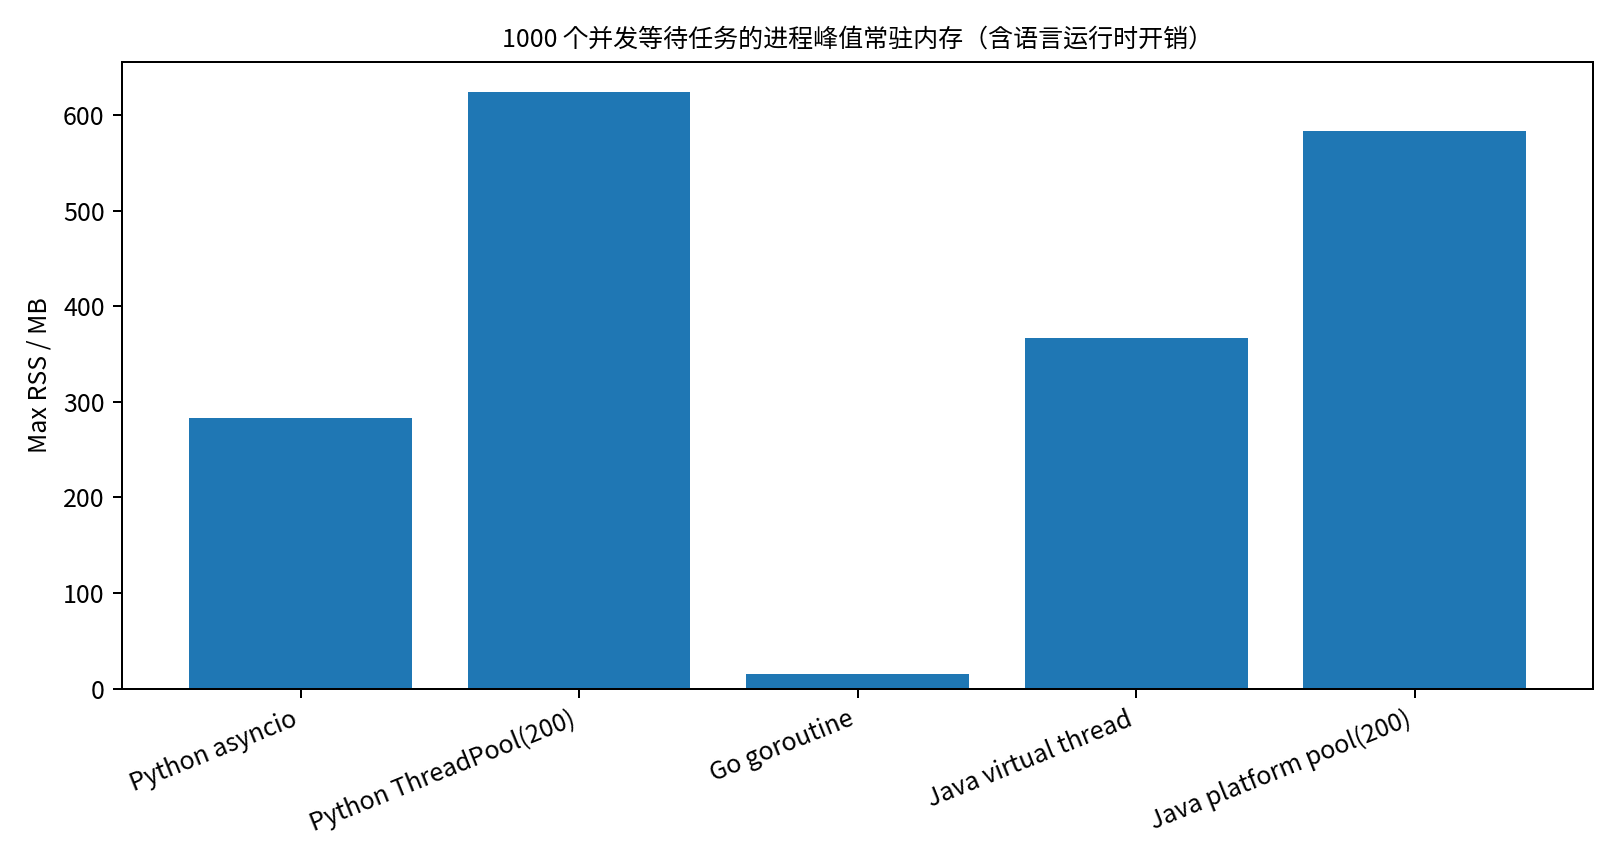 1000 个并发等待任务的进程峰值常驻内存（含语言运行时开销）
Max RSS / MB
600
500
400
300
200
100
0
Python asyncio
Python ThreadPool(200)
Go goroutine
Java virtual thread
Java platform pool(200)